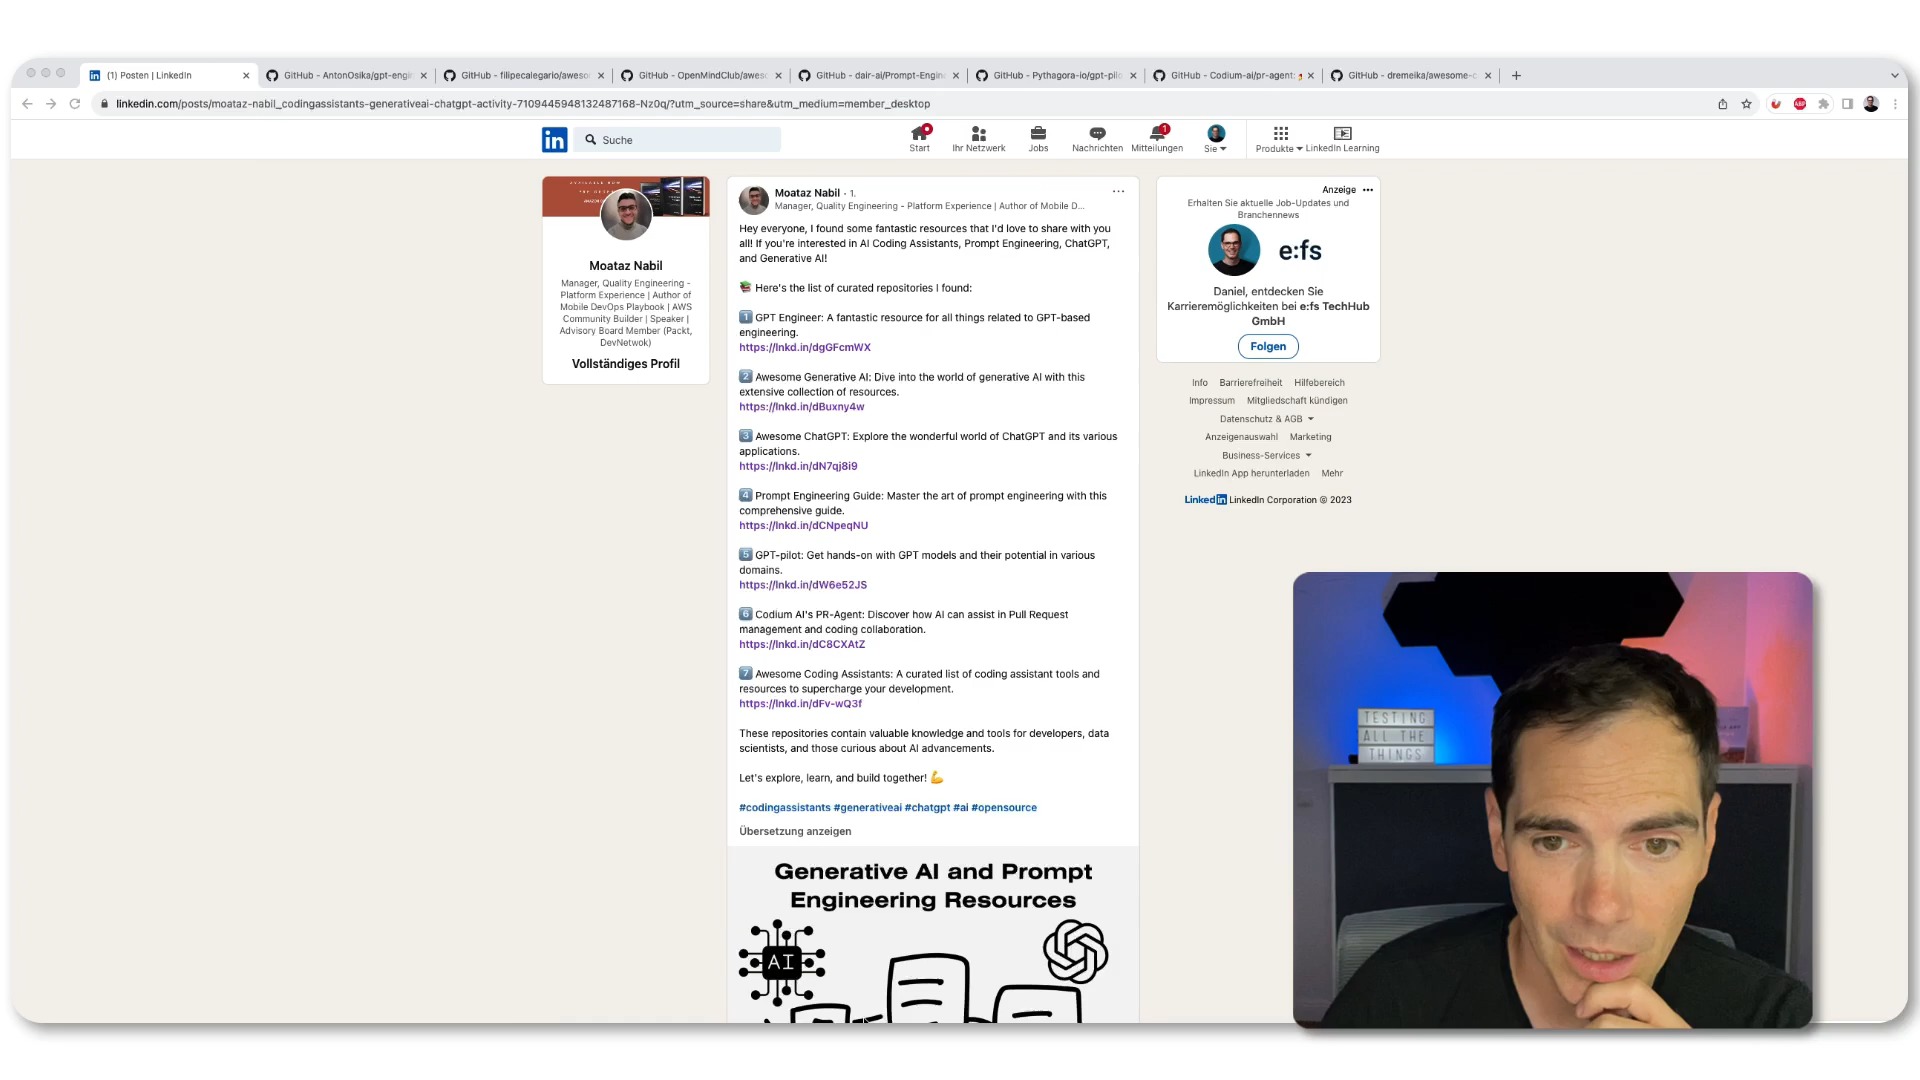 (1) Posten | LinkedIn
GitHub - AntonOsika/gpt-engin
GitHub - filipecalegario/aweso
GitHub - OpenMindClub/awesc
GitHub - dair-ai/Prompt-Engine
GitHub - Pythagora-io/gpt-pilo
GitHub - Codium-ai/pr-agent:
GitHub - dremeika/awesome-c
linkedin.com/posts/moataz-nabil_codingassistants-generativeai-chatgpt-activity-7109445948132487168-Nz0q/?utm_source=share&utm_medium=member_desktop
ABP
in
Suche
Start
Ihr Netzwerk
Jobs
Nachrichten
1
Mitteilungen
Sie
Produkte
LinkedIn Learning
Moataz Nabil
Manager, Quality Engineering -
Platform Experience | Author of
Mobile DevOps Playbook | AWS
Community Builder | Speaker |
Advisory Board Member (Packt,
DevNetwok)
Vollständiges Profil
Moataz Nabil · 1.
Manager, Quality Engineering - Platform Experience | Author of Mobile D...
Hey everyone, I found some fantastic resources that I'd love to share with you
all! If you're interested in AI Coding Assistants, Prompt Engineering, ChatGPT,
and Generative AI!
📚 Here's the list of curated repositories I found:
1️⃣ GPT Engineer: A fantastic resource for all things related to GPT-based
engineering.
https://lnkd.in/dgGFcmWX
2️⃣ Awesome Generative AI: Dive into the world of generative AI with this
extensive collection of resources.
https://lnkd.in/dBuxny4w
3️⃣ Awesome ChatGPT: Explore the wonderful world of ChatGPT and its various
applications.
https://lnkd.in/dN7qj8i9
4️⃣ Prompt Engineering Guide: Master the art of prompt engineering with this
comprehensive guide.
https://lnkd.in/dCNpeqNU
5️⃣ GPT-pilot: Get hands-on with GPT models and their potential in various
domains.
https://lnkd.in/dW6e52JS
6️⃣ Codium AI's PR-Agent: Discover how AI can assist in Pull Request
management and coding collaboration.
https://lnkd.in/dC8CXAtZ
7️⃣ Awesome Coding Assistants: A curated list of coding assistant tools and
resources to supercharge your development.
https://lnkd.in/dFv-wQ3f
These repositories contain valuable knowledge and tools for developers, data
scientists, and those curious about AI advancements.
Let's explore, learn, and build together! 💪
#codingassistants #generativeai #chatgpt #ai #opensource
Übersetzung anzeigen
Generative AI and Prompt
Engineering Resources
AI
Anzeige
Erhalten Sie aktuelle Job-Updates und
Branchennews
e:fs
Daniel, entdecken Sie
Karrieremöglichkeiten bei e:fs TechHub
GmbH
Folgen
Info Barrierefreiheit Hilfebereich
Impressum Mitgliedschaft kündigen
Datenschutz & AGB
Anzeigenauswahl Marketing
Business-Services
LinkedIn App herunterladen Mehr
LinkedIn LinkedIn Corporation © 2023
TESTING
ALL THE
THINGS